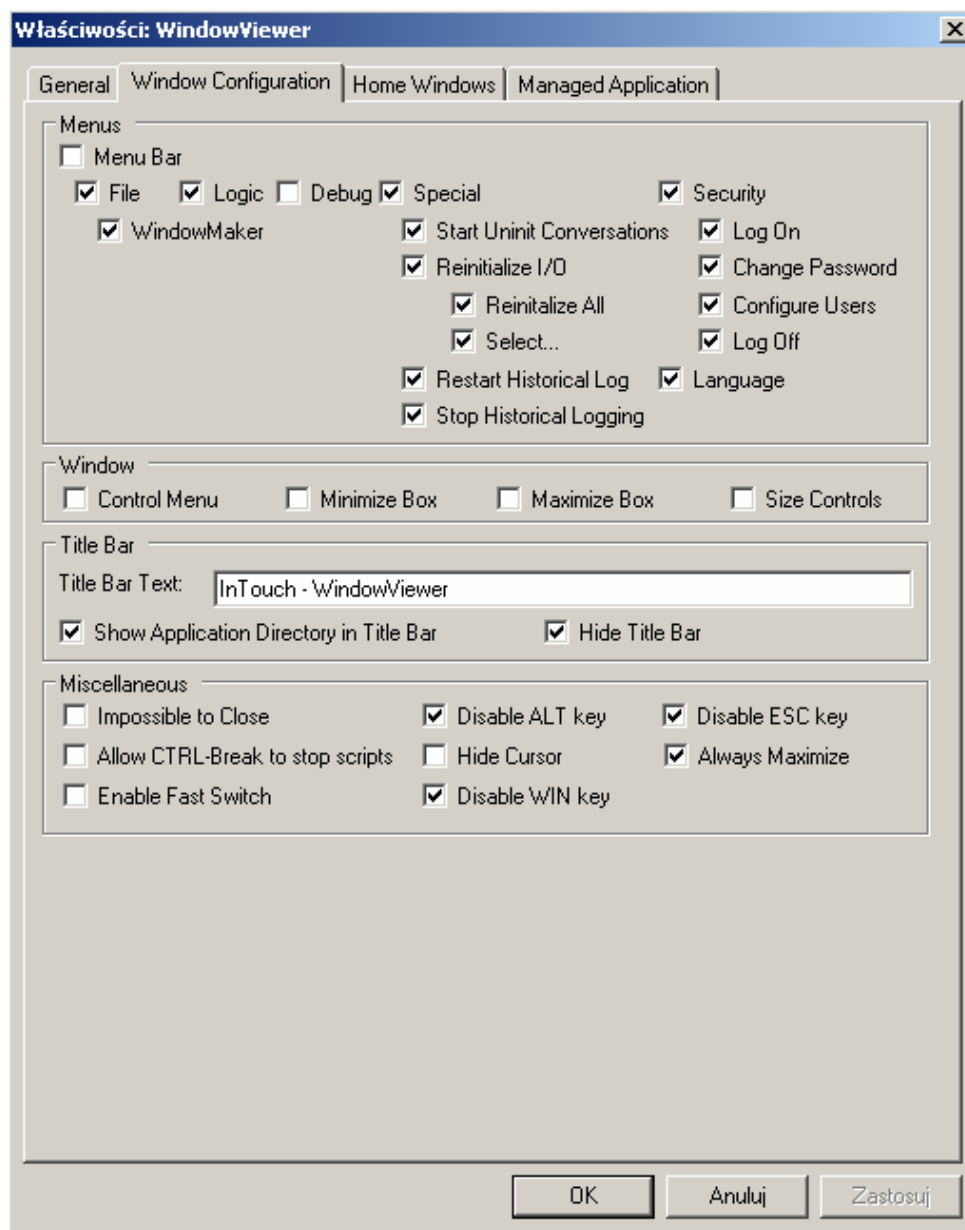 Właściwości: WindowViewer
General Window Configuration Home Windows Managed Application
Menus
Menu Bar
File Logic Debug Special Security
WindowMaker Start Uninit Conversations Log On
Reinitialize I/O Change Password
Reinitalize All Configure Users
Select... Log Off
Restart Historical Log Language
Stop Historical Logging
Window
Control Menu Minimize Box Maximize Box Size Controls
Title Bar
Title Bar Text: InTouch - WindowViewer
Show Application Directory in Title Bar Hide Title Bar
Miscellaneous
Impossible to Close Disable ALT key Disable ESC key
Allow CTRL-Break to stop scripts Hide Cursor Always Maximize
Enable Fast Switch Disable WIN key
OK Anuluj Zastosuj